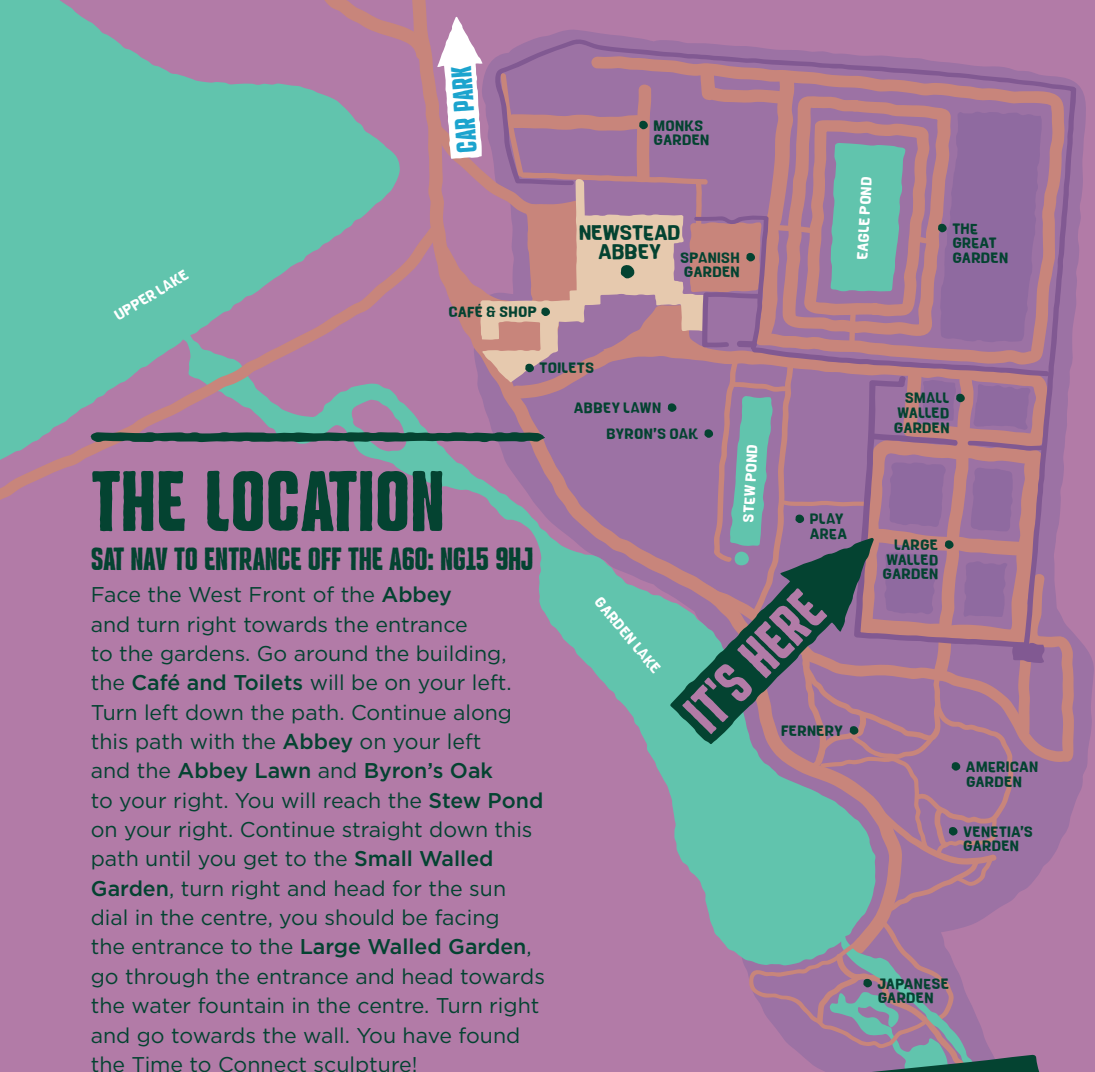 CAR PARK
MONKS
GARDEN
NEWSTEAD
ABBEY
SPANISH
GARDEN
EAGLE POND
THE
GREAT
GARDEN
UPPER LAKE
CAFÉ & SHOP
TOILETS
ABBEY LAWN
BYRON'S OAK
STEW POND
SMALL
WALLED
GARDEN
PLAY
AREA
LARGE
WALLED
GARDEN
GARDEN LAKE
IT'S HERE
FERNERY
AMERICAN
GARDEN
VENETIA'S
GARDEN
JAPANESE
GARDEN
THE LOCATION
SAT NAV TO ENTRANCE OFF THE A60: NG15 9HJ
Face the West Front of the Abbey
and turn right towards the entrance
to the gardens. Go around the building,
the Café and Toilets will be on your left.
Turn left down the path. Continue along
this path with the Abbey on your left
and the Abbey Lawn and Byron's Oak
to your right. You will reach the Stew Pond
on your right. Continue straight down this
path until you get to the Small Walled
Garden, turn right and head for the sun
dial in the centre, you should be facing
the entrance to the Large Walled Garden,
go through the entrance and head towards
the water fountain in the centre. Turn right
and go towards the wall. You have found
the Time to Connect sculpture!